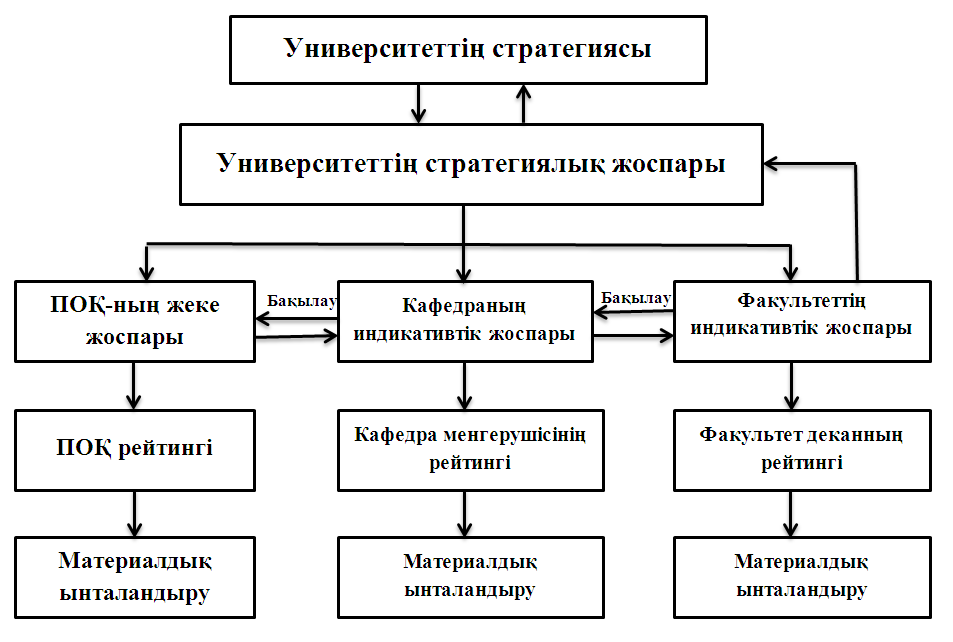 Университеттің стратегиясы
Университеттің стратегиялық жоспары
ПОҚ-ның жеке
жоспары
Бақылау
Кафедраның
индикативтік жоспары
Бақылау
Факультеттің
индикативтік жоспары
ПОҚ рейтингі
Кафедра менгерушісінің
рейтингі
Факультет деканның
рейтингі
Материалдық
ынталандыру
Материалдық
ынталандыру
Материалдық
ынталандыру